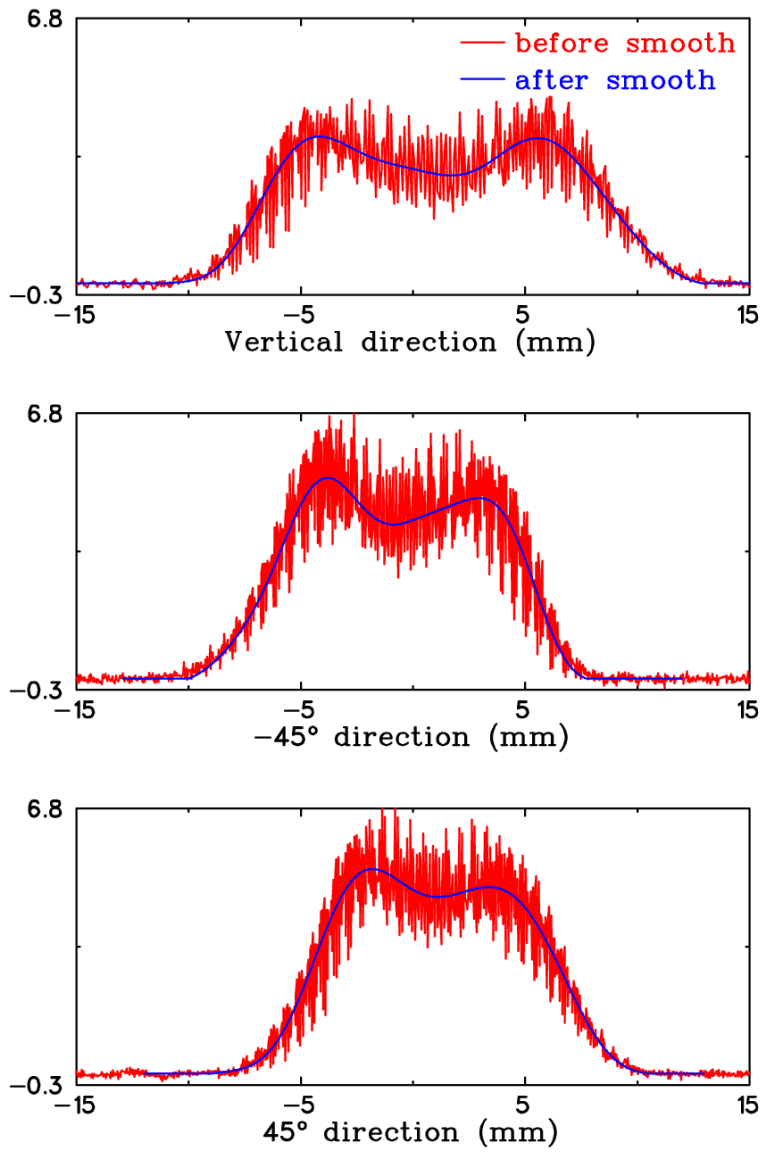 6.8
before smooth
after smooth
−0.3
−15 −5 5 15
Vertical direction (mm)
6.8
−0.3
−15 −5 5 15
−45° direction (mm)
6.8
−0.3
−15 −5 5 15
45° direction (mm)